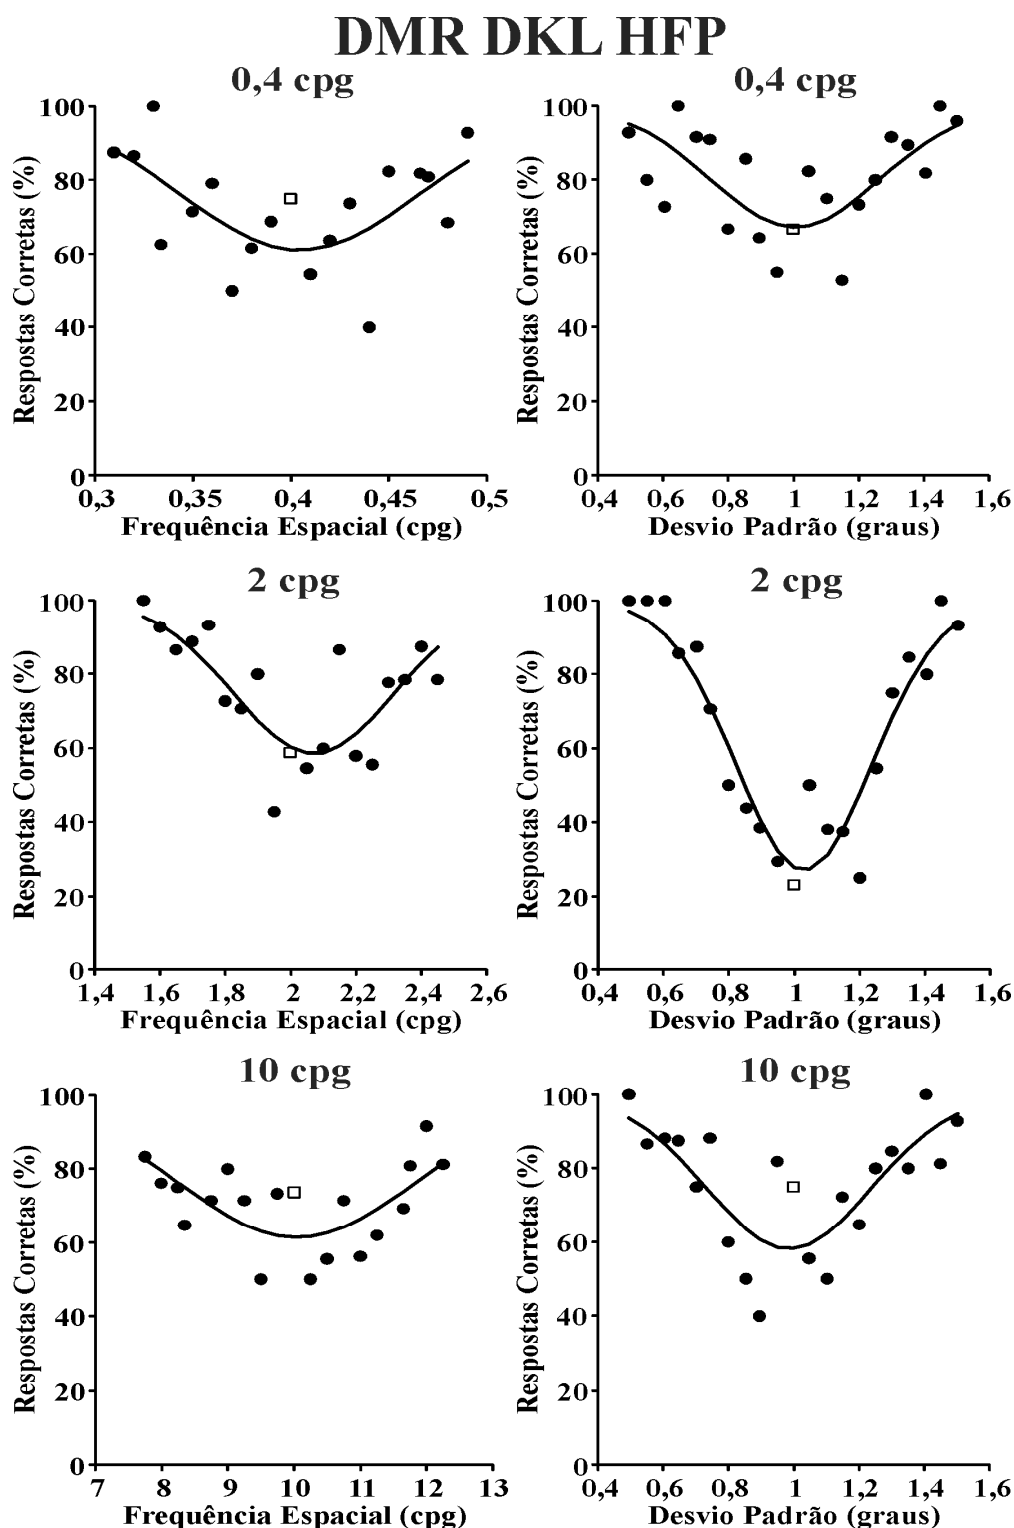 DMR DKL HFP
0,4 cpg
100
80
60
40
20
0
Respostas Corretas (%)
0,3 0,35 0,4 0,45 0,5
Frequência Espacial (cpg)
0,4 cpg
100
80
60
40
20
0
Respostas Corretas (%)
0,4 0,6 0,8 1 1,2 1,4 1,6
Desvio Padrão (graus)
2 cpg
100
80
60
40
20
0
Respostas Corretas (%)
1,4 1,6 1,8 2 2,2 2,4 2,6
Frequência Espacial (cpg)
2 cpg
100
80
60
40
20
0
Respostas Corretas (%)
0,4 0,6 0,8 1 1,2 1,4 1,6
Desvio Padrão (graus)
10 cpg
100
80
60
40
20
0
Respostas Corretas (%)
7 8 9 10 11 12 13
Frequência Espacial (cpg)
10 cpg
100
80
60
40
20
0
Respostas Corretas (%)
0,4 0,6 0,8 1 1,2 1,4 1,6
Desvio Padrão (graus)